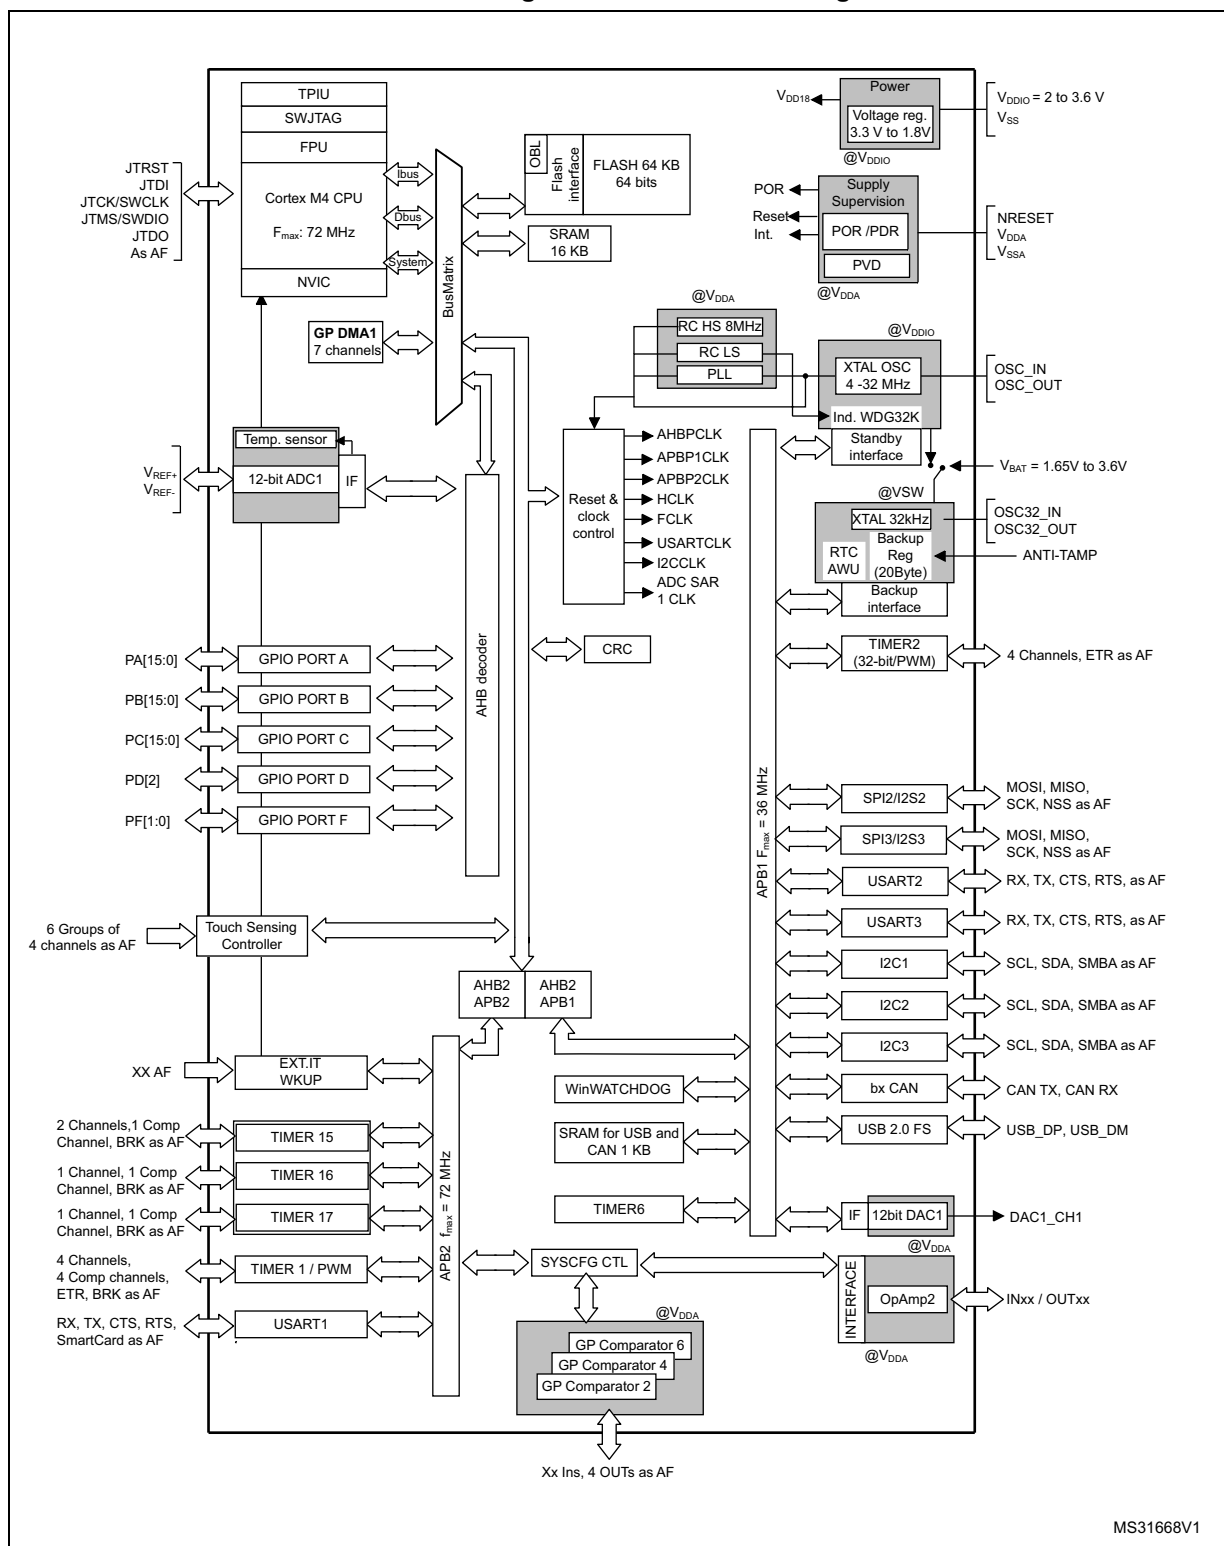 TPIU
SWJTAG
FPU
Cortex M4 CPU
Fmax: 72 MHz
NVIC
JTRST
JTDI
JTCK/SWCLK
JTMS/SWDIO
JTDO
As AF
Ibus
Dbus
System
BusMatrix
OBL
Flash
interface
FLASH 64 KB
64 bits
SRAM
16 KB
GP DMA1
7 channels
VDD18
Power
Voltage reg.
3.3 V to 1.8V
@VDDIO
VDDIO = 2 to 3.6 V
VSS
POR
Reset
Int.
Supply
Supervision
POR /PDR
PVD
@VDDA
NRESET
VDDA
VSSA
@VDDA
RC HS 8MHz
RC LS
PLL
@VDDIO
XTAL OSC
4 -32 MHz
Ind. WDG32K
Standby
interface
OSC_IN
OSC_OUT
VBAT = 1.65V to 3.6V
@VSW
XTAL 32kHz
RTC
AWU
Backup
Reg
(20Byte)
Backup
interface
OSC32_IN
OSC32_OUT
ANTI-TAMP
Reset &
clock
control
AHBPCLK
APBP1CLK
APBP2CLK
HCLK
FCLK
USARTCLK
I2CCLK
ADC SAR
1 CLK
VREF+
VREF-
Temp. sensor
12-bit ADC1
IF
AHB decoder
CRC
PA[15:0]
GPIO PORT A
PB[15:0]
GPIO PORT B
PC[15:0]
GPIO PORT C
PD[2]
GPIO PORT D
PF[1:0]
GPIO PORT F
6 Groups of
4 channels as AF
Touch Sensing
Controller
AHB2
APB2
AHB2
APB1
APB1 Fmax = 36 MHz
TIMER2
(32-bit/PWM)
4 Channels, ETR as AF
SPI2/I2S2
MOSI, MISO,
SCK, NSS as AF
SPI3/I2S3
MOSI, MISO,
SCK, NSS as AF
USART2
RX, TX, CTS, RTS, as AF
USART3
RX, TX, CTS, RTS, as AF
I2C1
SCL, SDA, SMBA as AF
I2C2
SCL, SDA, SMBA as AF
I2C3
SCL, SDA, SMBA as AF
bx CAN
CAN TX, CAN RX
USB 2.0 FS
USB_DP, USB_DM
IF
12bit DAC1
DAC1_CH1
@VDDA
WinWATCHDOG
SRAM for USB and
CAN 1 KB
TIMER6
XX AF
EXT.IT
WKUP
2 Channels,1 Comp
Channel, BRK as AF
TIMER 15
1 Channel, 1 Comp
Channel, BRK as AF
TIMER 16
1 Channel, 1 Comp
Channel, BRK as AF
TIMER 17
4 Channels,
4 Comp channels,
ETR, BRK as AF
TIMER 1 / PWM
RX, TX, CTS, RTS,
SmartCard as AF
USART1
APB2 fmax = 72 MHz
SYSCFG CTL
@VDDA
GP Comparator 6
GP Comparator 4
GP Comparator 2
Xx Ins, 4 OUTs as AF
INTERFACE
OpAmp2
INxx / OUTxx
@VDDA
MS31668V1